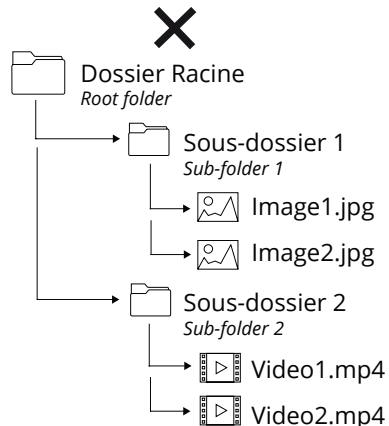 Dossier Racine
Root folder
Sous-dossier 1
Sub-folder 1
Image1.jpg
Image2.jpg
Sous-dossier 2
Sub-folder 2
Video1.mp4
Video2.mp4